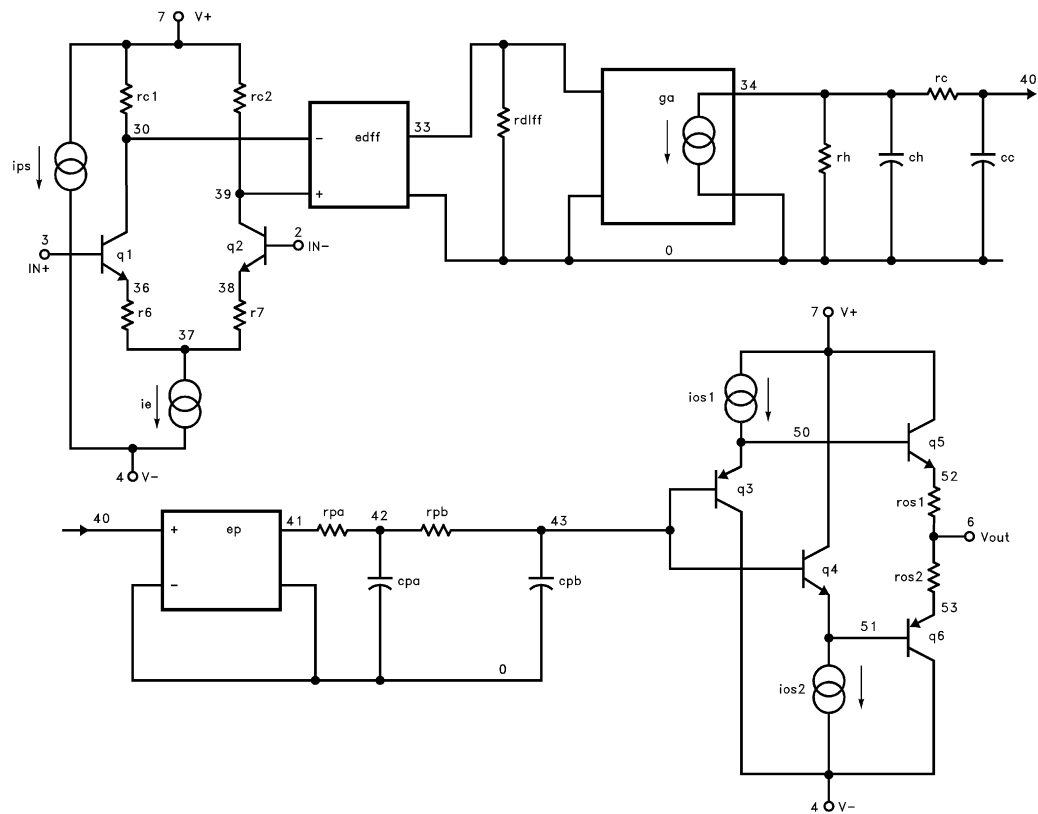 7 V+
rc1
rc2
30
edff
-
+
33
rdiff
ga
34
rc
40
rh
ch
cc
ips
39
3
IN+
q1
q2
2
IN-
0
36
38
r6
r7
37
ie
4 V-
7 V+
ios1
50
q5
q3
52
ros1
6
Vout
40
+
ep
-
41
rpa
42
rpb
43
cpa
cpb
q4
ros2
53
51
q6
0
ios2
4 V-